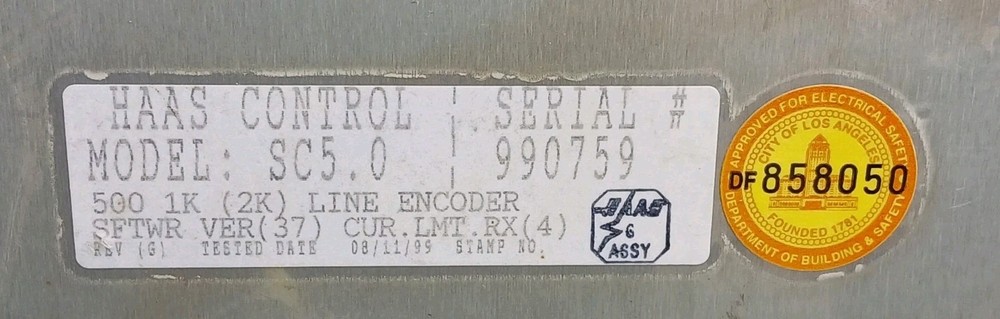 HAAS CONTROL ¦ SERIAL #
MODEL: SC5.0 ¦ 990759
500 1K (2K) LINE ENCODER
SFTWR VER(37) CUR.LMT.RX(4)
REV (G) TESTED DATE 08/11/99 STAMP NO.
HAAS
6
ASSY
APPROVED FOR ELECTRICAL SAFETY
CITY OF LOS ANGELES
DF 858050
FOUNDED 1781
DEPARTMENT OF BUILDING & SAFETY